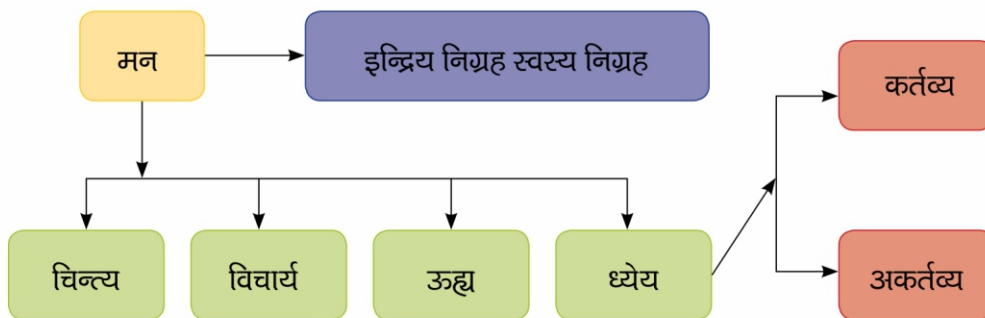 मन
इन्द्रिय निग्रह स्वस्य निग्रह
कर्तव्य
चिन्त्य
विचार्य
ऊह्य
ध्येय
अकर्तव्य